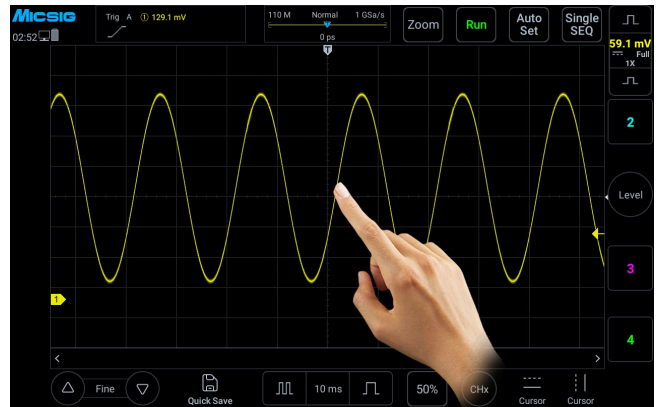 MICSIG
Trig A ① 129.1 mV
110 M Normal 1 GSa/s
0 ps
T
Zoom
Run
Auto
Set
Single
SEQ
02:52
59.1 mV
Full
1X
2
Level
3
4
1
< >
Fine
Quick Save
10 ms
50%
CHx
Cursor
Cursor